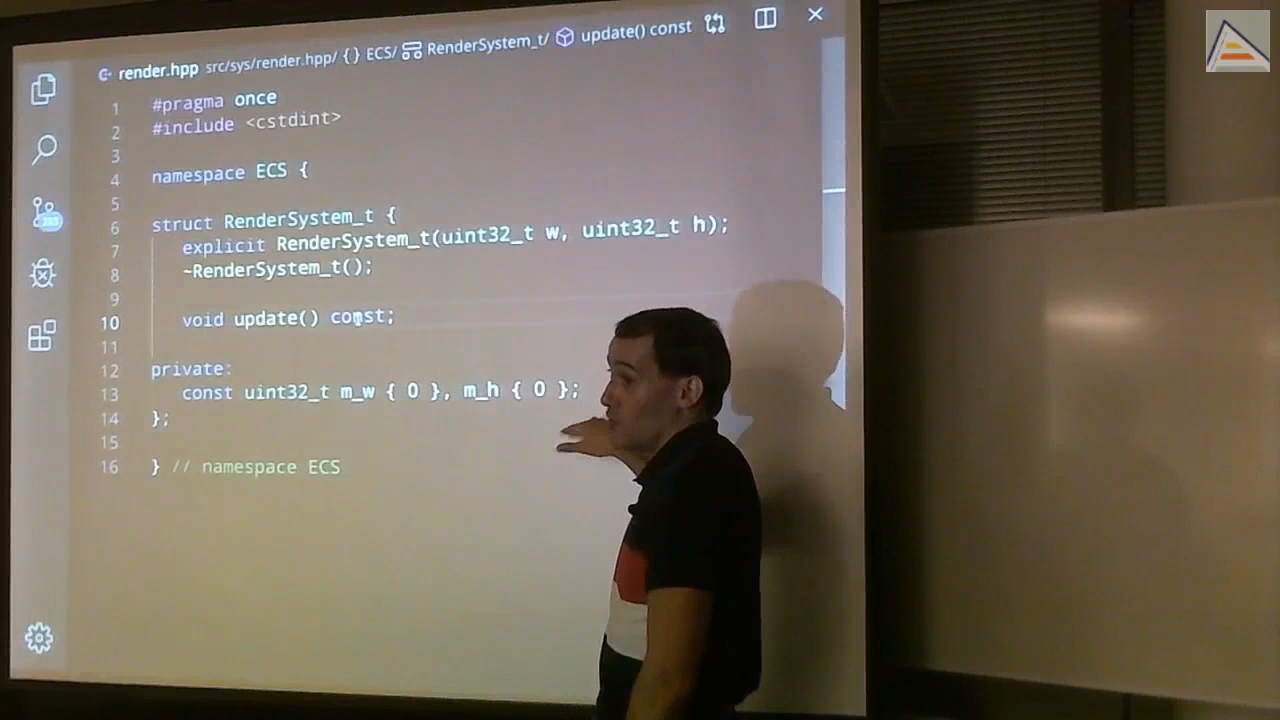 render.hpp src/sys/render.hpp/ {} ECS/ RenderSystem_t/ update() const
1 #pragma once
2 #include <cstdint>
3
4 namespace ECS {
5
6 struct RenderSystem_t {
7 explicit RenderSystem_t(uint32_t w, uint32_t h);
8 ~RenderSystem_t();
9
10 void update() const;
11
12 private:
13 const uint32_t m_w { 0 }, m_h { 0 };
14 };
15
16 } // namespace ECS